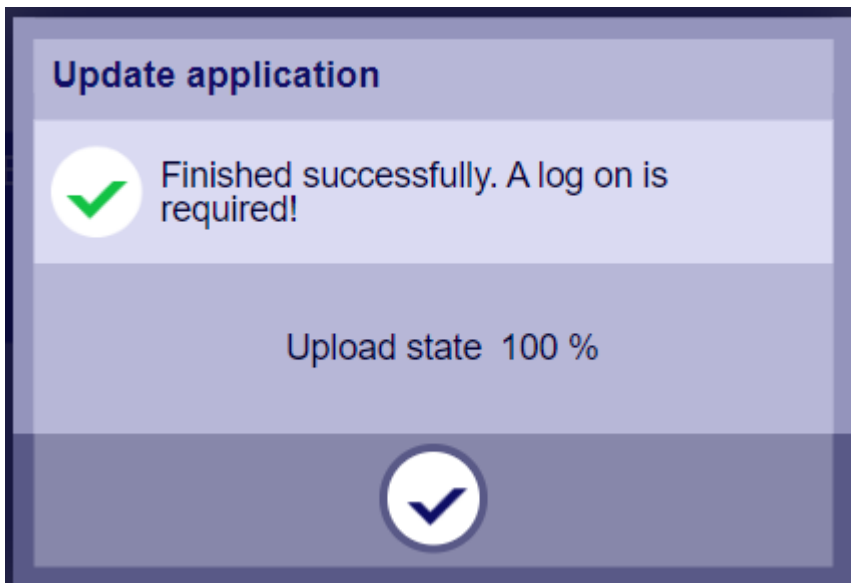 Update application
Finished successfully. A log on is
required!
Upload state 100 %